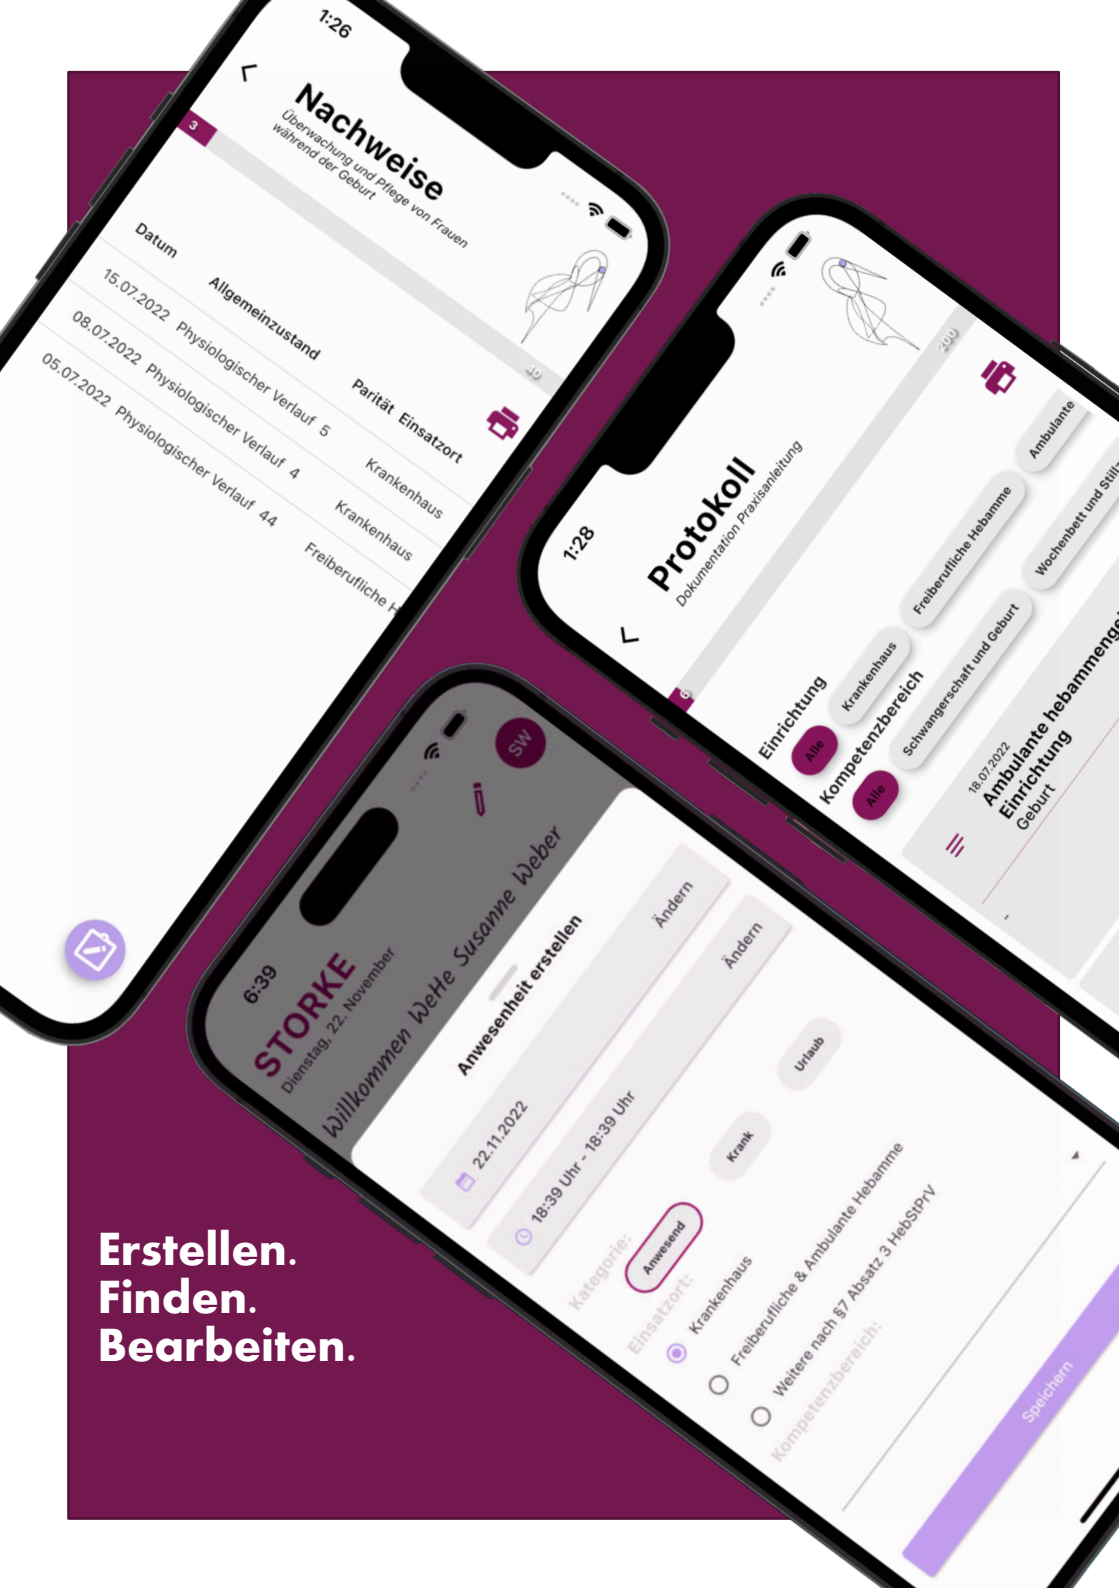 1:26
Nachweise
Überwachung und Pflege von Frauen
während der Geburt
3
40
Datum Allgemeinzustand Parität Einsatzort
15.07.2022 Physiologischer Verlauf 5 Krankenhaus
08.07.2022 Physiologischer Verlauf 4 Krankenhaus
05.07.2022 Physiologischer Verlauf 44 Freiberufliche H
1:28
Protokoll
Dokumentation Praxisanleitung
6
200
Einrichtung
Alle Krankenhaus Freiberufliche Hebamme Ambulante
Kompetenzbereich
Alle Schwangerschaft und Geburt Wochenbett und Still
18.07.2022
Ambulante hebammenge
Einrichtung
Geburt
-
6:39
STORKE
SW
Dienstag, 22. November
Willkommen WeHe Susanne Weber
Anwesenheit erstellen
22.11.2022 Ändern
18:39 Uhr - 18:39 Uhr Ändern
Kategorie:
Anwesend Krank Urlaub
Einsatzort:
Krankenhaus
Freiberufliche & Ambulante Hebamme
Weitere nach §7 Absatz 3 HebStPrV
Kompetenzbereich:
Speichern
Erstellen.
Finden.
Bearbeiten.